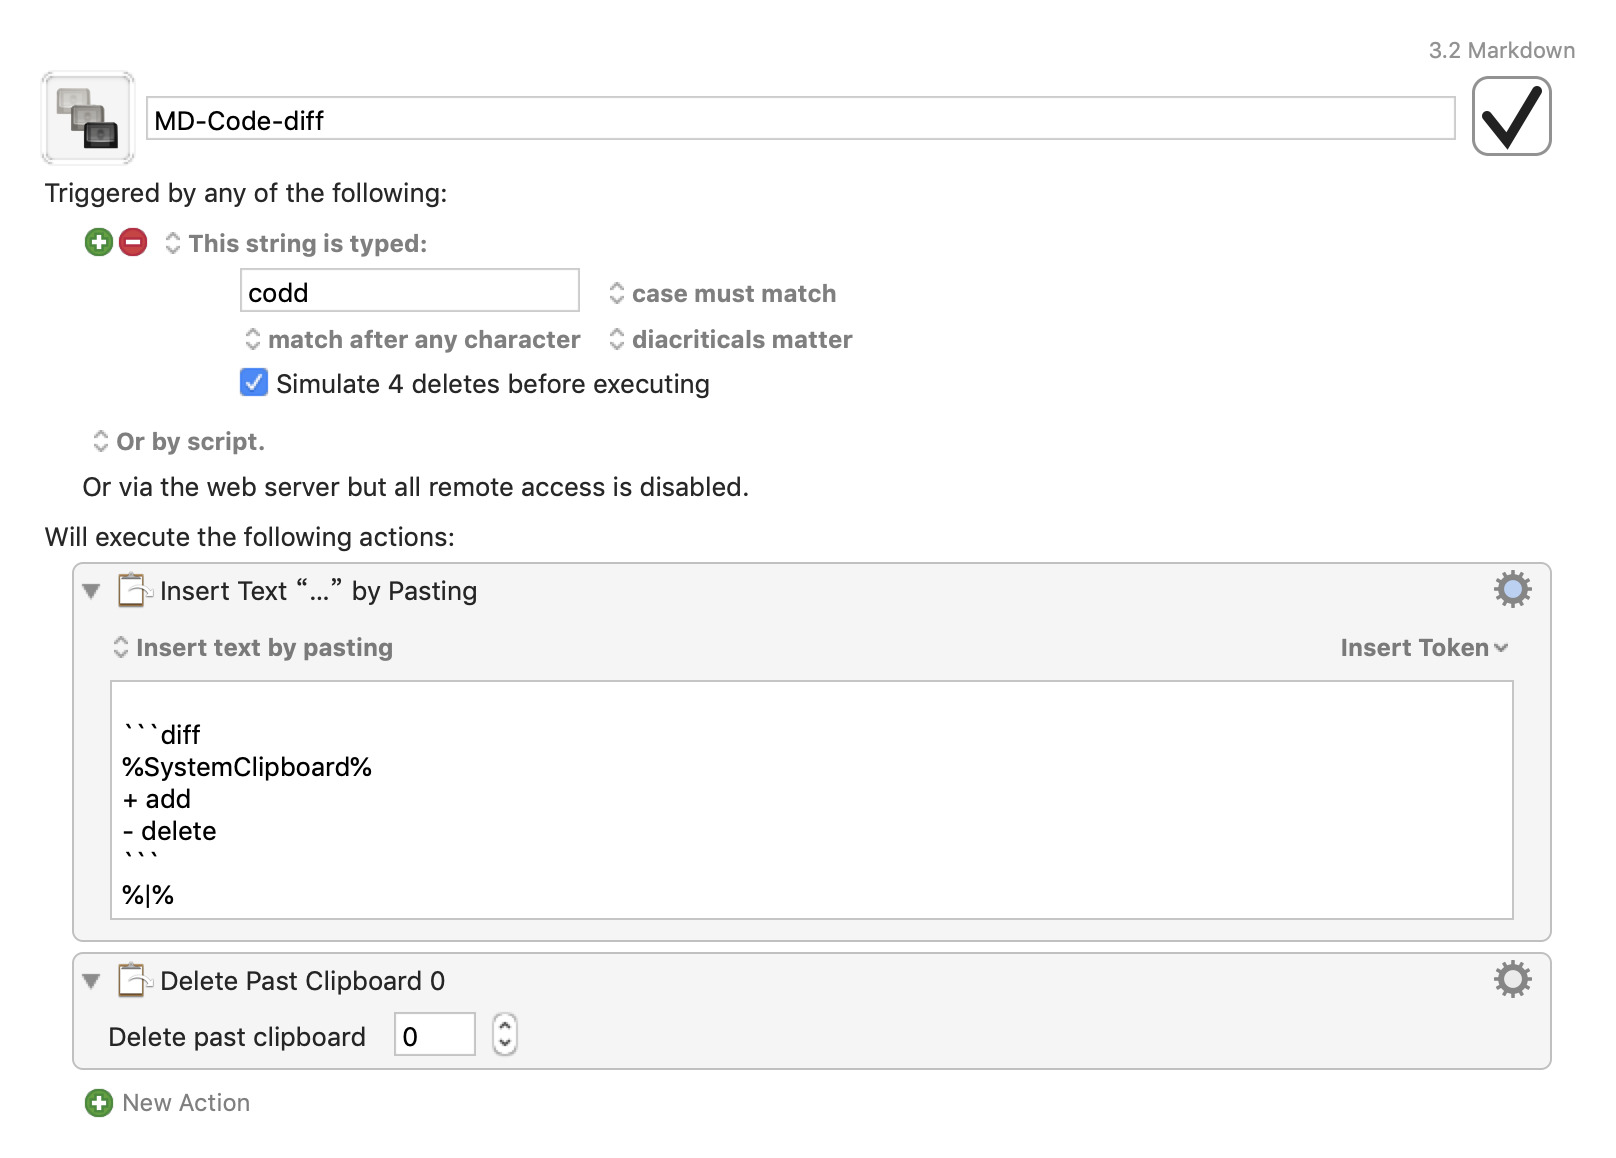 3.2 Markdown
MD-Code-diff
Triggered by any of the following:
This string is typed:
codd
case must match
match after any character
diacriticals matter
Simulate 4 deletes before executing
Or by script.
Or via the web server but all remote access is disabled.
Will execute the following actions:
Insert Text “…” by Pasting
Insert text by pasting
Insert Token
```diff
%SystemClipboard%
+ add
- delete
```
%|%
Delete Past Clipboard 0
Delete past clipboard 0
New Action